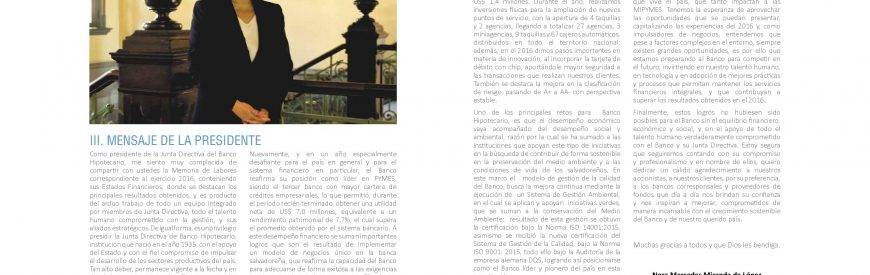 III. MENSAJE DE LA PRESIDENTE
Como presidente de la Junta Directiva del Banco
Hipotecario, me siento muy complacida de
compartir con ustedes la Memoria de Labores
correspondiente al ejercicio 2016, conteniendo
sus Estados Financieros, donde se destacan los
principales resultados obtenidos, y es producto
del arduo trabajo de todo un equipo integrado
por miembros de Junta Directiva, todo el talento
humano comprometido con la gestión, y sus
aliados estratégicos. De igual forma, es un privilegio
presidir la Junta Directiva de Banco Hipotecario,
institución que nació en el año 1935, con el apoyo
del Estado y con el fiel compromiso de impulsar
el desarrollo de los sectores productivos del país.
Tan alto deber, permanece vigente a la fecha y en
Nuevamente, y en un año especialmente
desafiante para el país en general y para el
sistema financiero en particular, el Banco
reafirma su posición como líder en PYMES,
siendo el tercer banco con mayor cartera de
créditos empresariales, lo que permitió, durante
el período recién terminado, obtener una utilidad
neta de US$ 7.0 millones, equivalente a un
rendimiento patrimonial de 7.7%, el cual supera
el promedio obtenido por el sistema bancario. A
este desempeño financiero se suman importantes
logros que son el resultado de implementar
un modelo de negocios único en la banca
salvadoreña, que reafirma la capacidad del Banco
para adecuarse de forma exitosa a las exigencias
US$ 1.4 millones. Durante el año, realizamos
inversiones físicas para la ampliación de nuevos
puntos de servicio, con la apertura de 4 taquillas
y 2 agencias, llegando a totalizar 27 agencias, 3
miniagencias, 9 taquillas y 67 cajeros automáticos,
distribuidos en todo el territorio nacional;
además, en el 2016 dimos pasos importantes en
materia de innovación, al incorporar la tarjeta de
débito con chip, aportándole mayor seguridad a
las transacciones que realizan nuestros clientes.
También se destaca la mejora en la clasificación
de riesgo, pasando de A+ a AA- con perspectiva
estable.
Uno de los principales retos para Banco
Hipotecario, es que el desempeño económico
vaya acompañado del desempeño social y
ambiental, razón por la cual se ha sumado a las
instituciones que apoyan este tipo de iniciativas
en la búsqueda de contribuir de forma sostenible
en la preservación del medio ambiente y a las
condiciones de vida de los salvadoreños. En
este marco el modelo de gestión de la calidad
del Banco, busca la mejora continua mediante la
ejecución de un Sistema de Gestión Ambiental,
en el cual se aplican y apoyan iniciativas verdes,
que se suman a la conservación del Medio
Ambiente; resultado de esta gestión se obtuvo
la certificación bajo la Norma ISO 14001:2015,
asimismo se recibió la nueva certificación del
Sistema de Gestión de la Calidad, bajo la Norma
ISO 9001: 2015, todo ello bajo la Auditoría de la
empresa alemana DQS, logrando así posicionarse
como el Banco líder y pionero del país en esta
que vive el país, que tanto impactan a las
MIPYMES. Tenemos la esperanza de aprovechar
las oportunidades que se puedan presentar,
capitalizando las experiencias del 2016 y, como
impulsores de negocios, entendemos que
pese a factores complejos en el entorno, siempre
existen grandes oportunidades, es por ello que
estamos preparando al Banco para competir en
el futuro, invirtiendo en nuestro talento humano,
en tecnología y en adopción de mejores prácticas
y procesos que permitan mantener los servicios
financieros integrales, y que contribuyan a
superar los resultados obtenidos en 2016.
Finalmente, estos logros no hubiesen sido
posibles para el Banco sin el equilibrio financiero,
económico y social, y sin el apoyo de todo el
talento humano verdaderamente comprometido
con el Banco y su Junta Directiva. Estoy segura
que seguiremos contando con su compromiso
y profesionalismo y en nombre de ellos, quiero
dedicar un cálido agradecimiento a nuestros
accionistas, a nuestros clientes, por su preferencia,
a los bancos corresponsales y proveedores de
fondos que día a día nos brindan su confianza
y nos inspiran a mejorar, comprometidos de
manera incansable con el crecimiento sostenible
del Banco y de nuestro querido país.
Muchas gracias a todos y que Dios les bendiga.
Nora Mercedes Miranda de López